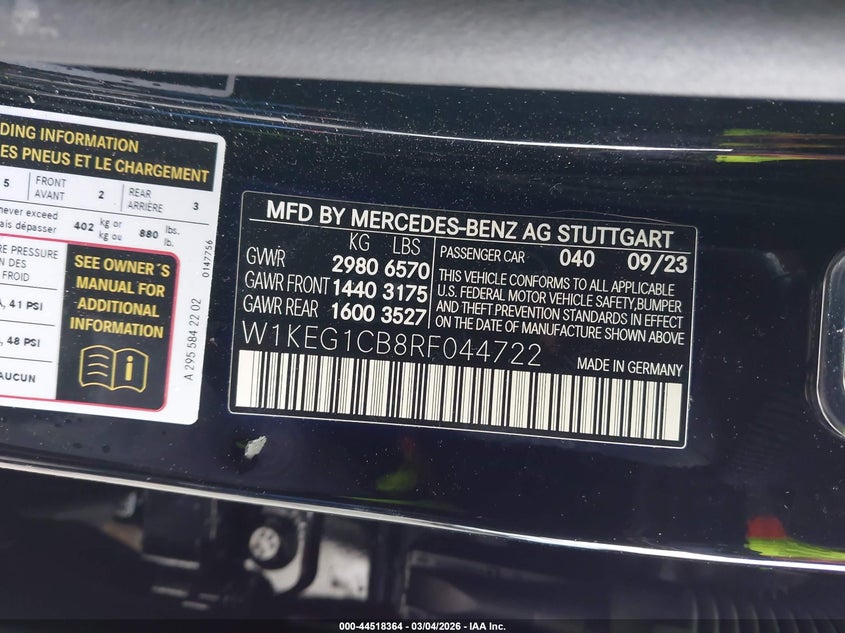 DING INFORMATION
ES PNEUS ET LE CHARGEMENT
5 FRONT AVANT 2 REAR ARRIÈRE 3
never exceed
ais dépasser 402 kg or kg ou 880 lbs. lb.
E PRESSURE
ON DES
FROID
, 41 PSI
, 48 PSI
AUCUN
SEE OWNER´S
MANUAL FOR
ADDITIONAL
INFORMATION
0147756
A 295 584 22 02
MFD BY MERCEDES-BENZ AG STUTTGART
KG LBS
GVWR 2980 6570
GAWR FRONT 1440 3175
GAWR REAR 1600 3527
PASSENGER CAR 040 09/23
THIS VEHICLE CONFORMS TO ALL APPLICABLE
U.S. FEDERAL MOTOR VEHICLE SAFETY,BUMPER
AND THEFT PREVENTION STANDARDS IN EFFECT
ON THE DATE OF MANUFACTURE SHOWN ABOVE
W1KEG1CB8RF044722
MADE IN GERMANY
000-44518364 - 03/04/2026 - IAA Inc.